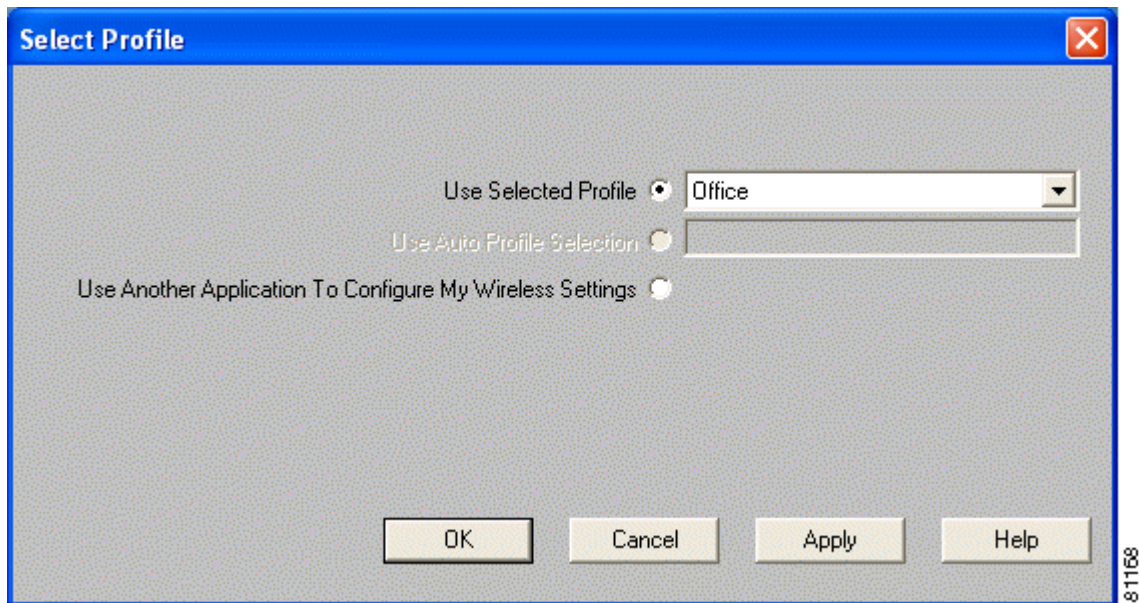 Select Profile
Use Selected Profile Office
Use Auto Profile Selection
Use Another Application To Configure My Wireless Settings
OK Cancel Apply Help
81168